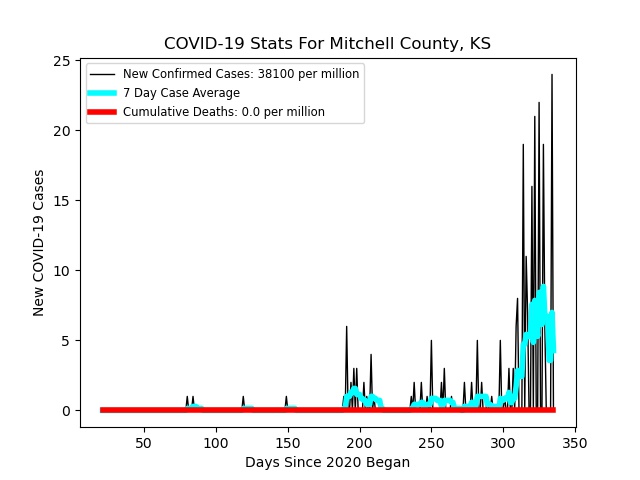 COVID-19 Stats For Mitchell County, KS
New Confirmed Cases: 38100 per million
7 Day Case Average
Cumulative Deaths: 0.0 per million
New COVID-19 Cases
25
20
15
10
5
0
50
100
150
200
250
300
350
Days Since 2020 Began